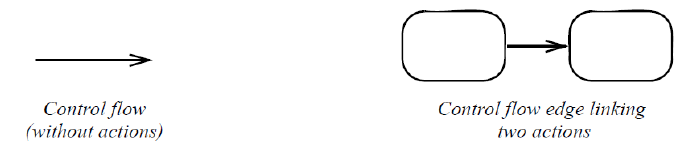 Control flow
(without actions)
Control flow edge linking
two actions